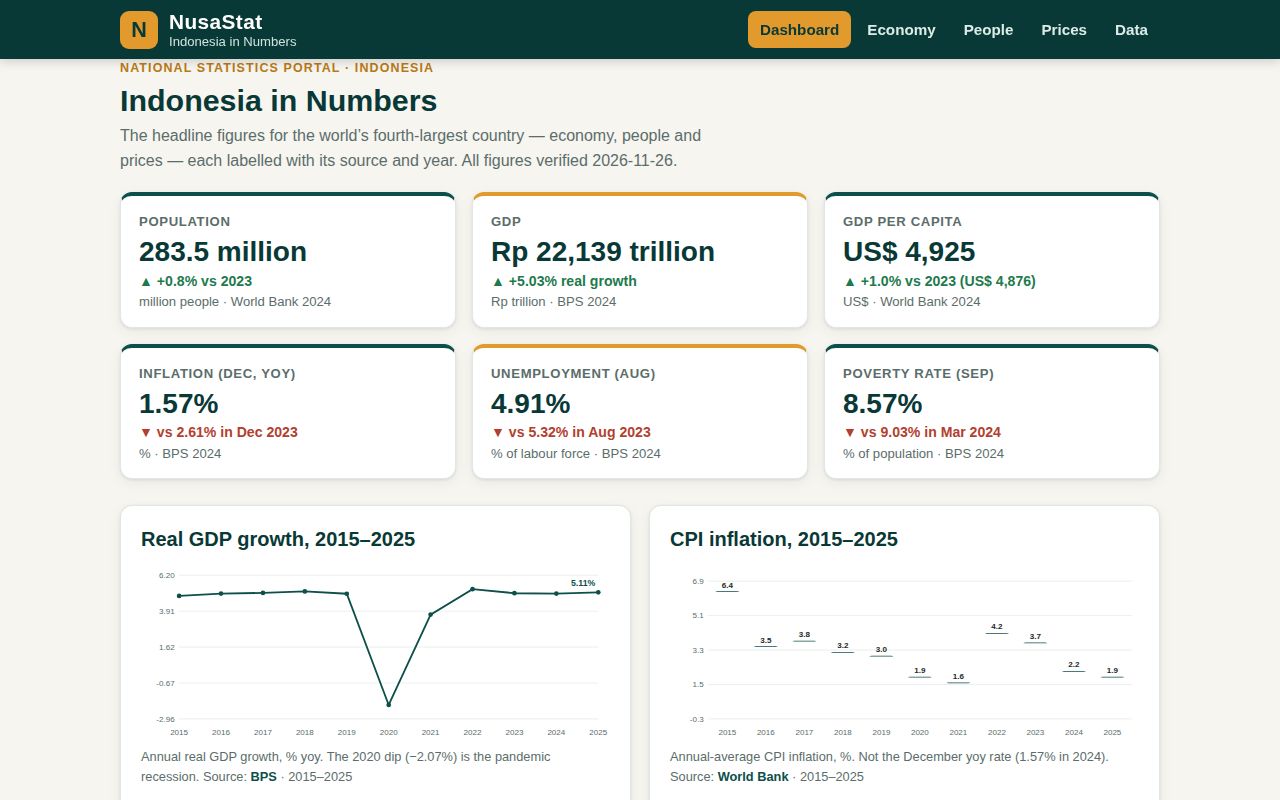 N
NusaStat
Indonesia in Numbers
Dashboard
Economy
People
Prices
Data
NATIONAL STATISTICS PORTAL · INDONESIA
Indonesia in Numbers
The headline figures for the world’s fourth-largest country — economy, people and
prices — each labelled with its source and year. All figures verified 2026-11-26.
POPULATION
283.5 million
▲ +0.8% vs 2023
million people · World Bank 2024
GDP
Rp 22,139 trillion
▲ +5.03% real growth
Rp trillion · BPS 2024
GDP PER CAPITA
US$ 4,925
▲ +1.0% vs 2023 (US$ 4,876)
US$ · World Bank 2024
INFLATION (DEC, YOY)
1.57%
▼ vs 2.61% in Dec 2023
% · BPS 2024
UNEMPLOYMENT (AUG)
4.91%
▼ vs 5.32% in Aug 2023
% of labour force · BPS 2024
POVERTY RATE (SEP)
8.57%
▼ vs 9.03% in Mar 2024
% of population · BPS 2024
Real GDP growth, 2015–2025
6.20
3.91
1.62
-0.67
-2.96
5.11%
2015 2016 2017 2018 2019 2020 2021 2022 2023 2024 2025
Annual real GDP growth, % yoy. The 2020 dip (−2.07%) is the pandemic
recession. Source: BPS · 2015–2025
CPI inflation, 2015–2025
6.9
5.1
3.3
1.5
-0.3
6.4 3.5 3.8 3.2 3.0 1.9 1.6 4.2 3.7 2.2 1.9
2015 2016 2017 2018 2019 2020 2021 2022 2023 2024 2025
Annual-average CPI inflation, %. Not the December yoy rate (1.57% in 2024).
Source: World Bank · 2015–2025